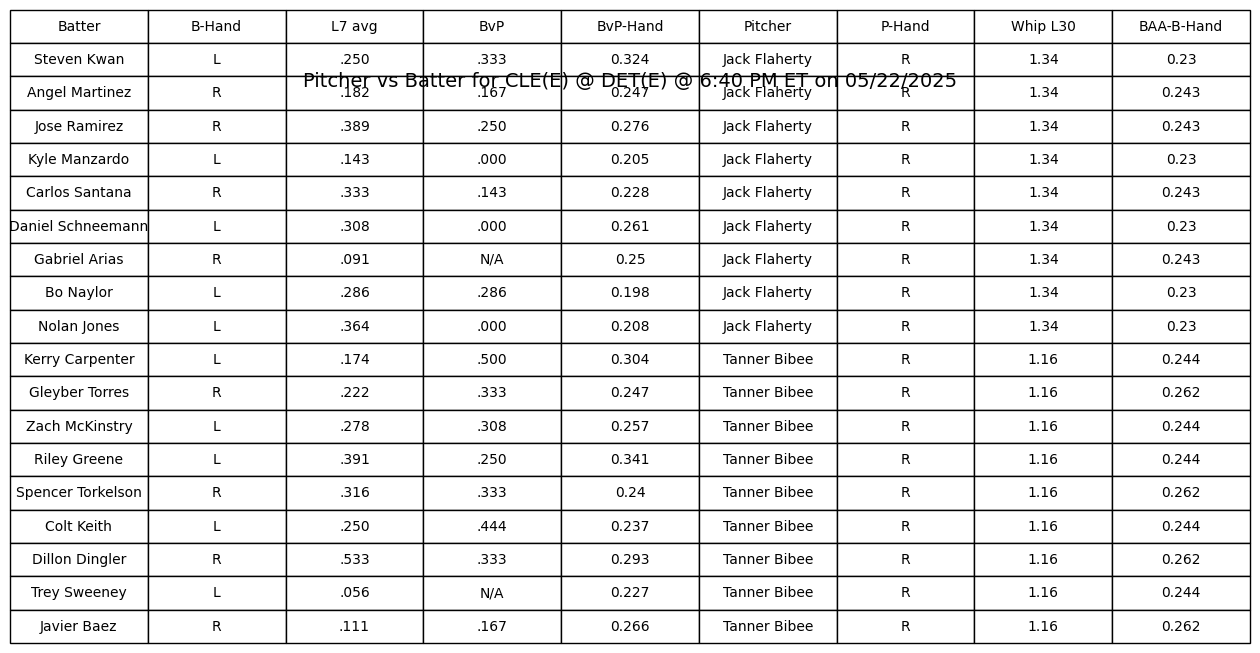 Batter B-Hand L7 avg BvP BvP-Hand Pitcher P-Hand Whip L30 BAA-B-Hand
Steven Kwan L .250 .333 0.324 Jack Flaherty R 1.34 0.23
Pitcher vs Batter for CLE(E) @ DET(E) @ 6:40 PM ET on 05/22/2025
Angel Martinez R .182 .167 0.247 Jack Flaherty R 1.34 0.243
Jose Ramirez R .389 .250 0.276 Jack Flaherty R 1.34 0.243
Kyle Manzardo L .143 .000 0.205 Jack Flaherty R 1.34 0.23
Carlos Santana R .333 .143 0.228 Jack Flaherty R 1.34 0.243
Daniel Schneemann L .308 .000 0.261 Jack Flaherty R 1.34 0.23
Gabriel Arias R .091 N/A 0.25 Jack Flaherty R 1.34 0.243
Bo Naylor L .286 .286 0.198 Jack Flaherty R 1.34 0.23
Nolan Jones L .364 .000 0.208 Jack Flaherty R 1.34 0.23
Kerry Carpenter L .174 .500 0.304 Tanner Bibee R 1.16 0.244
Gleyber Torres R .222 .333 0.247 Tanner Bibee R 1.16 0.262
Zach McKinstry L .278 .308 0.257 Tanner Bibee R 1.16 0.244
Riley Greene L .391 .250 0.341 Tanner Bibee R 1.16 0.244
Spencer Torkelson R .316 .333 0.24 Tanner Bibee R 1.16 0.262
Colt Keith L .250 .444 0.237 Tanner Bibee R 1.16 0.244
Dillon Dingler R .533 .333 0.293 Tanner Bibee R 1.16 0.262
Trey Sweeney L .056 N/A 0.227 Tanner Bibee R 1.16 0.244
Javier Baez R .111 .167 0.266 Tanner Bibee R 1.16 0.262